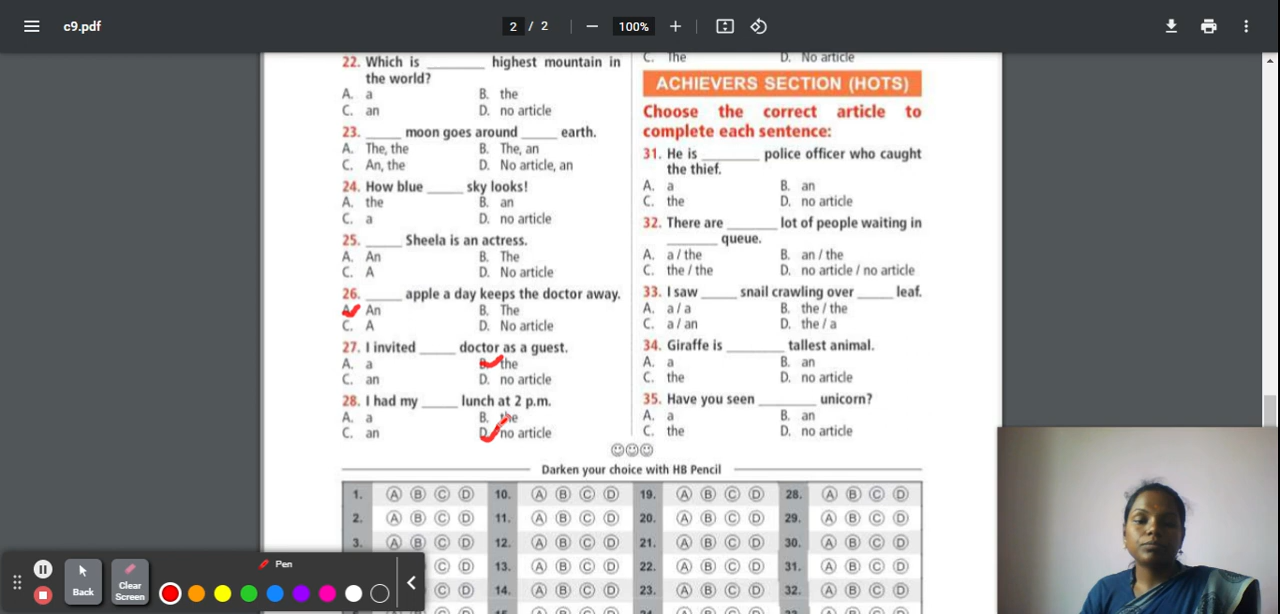 c9.pdf
2 / 2
100%
22. Which is ________ highest mountain in
the world?
A. a
B. the
C. an
D. no article
23. _____ moon goes around _____ earth.
A. The, the
B. The, an
C. An, the
D. No article, an
24. How blue _____ sky looks!
A. the
B. an
C. a
D. no article
25. _____ Sheela is an actress.
A. An
B. The
C. A
D. No article
26. _____ apple a day keeps the doctor away.
A. An
B. The
C. A
D. No article
27. I invited _____ doctor as a guest.
A. a
B. the
C. an
D. no article
28. I had my _____ lunch at 2 p.m.
A. a
B. the
C. an
D. no article
C. The
D. No article
ACHIEVERS SECTION (HOTS)
Choose the correct article to
complete each sentence:
31. He is ________ police officer who caught
the thief.
A. a
B. an
C. the
D. no article
32. There are _______ lot of people waiting in
_______ queue.
A. a / the
B. an / the
C. the / the
D. no article / no article
33. I saw _____ snail crawling over _____ leaf.
A. a / a
B. the / the
C. a / an
D. the / a
34. Giraffe is ________ tallest animal.
A. a
B. an
C. the
D. no article
35. Have you seen ________ unicorn?
A. a
B. an
C. the
D. no article
Darken your choice with HB Pencil
1. A B C D 10. A B C D 19. A B C D 28. A B C D
2. A B C D 11. A B C D 20. A B C D 29. A B C D
3. A B C D 12. A B C D 21. A B C D 30. A B C D
C D 13. A B C D 22. A B C D 31. A B C D
C D 14. A B C D 23. A B C D 32. A B C D
Pen
Back
Clear
Screen